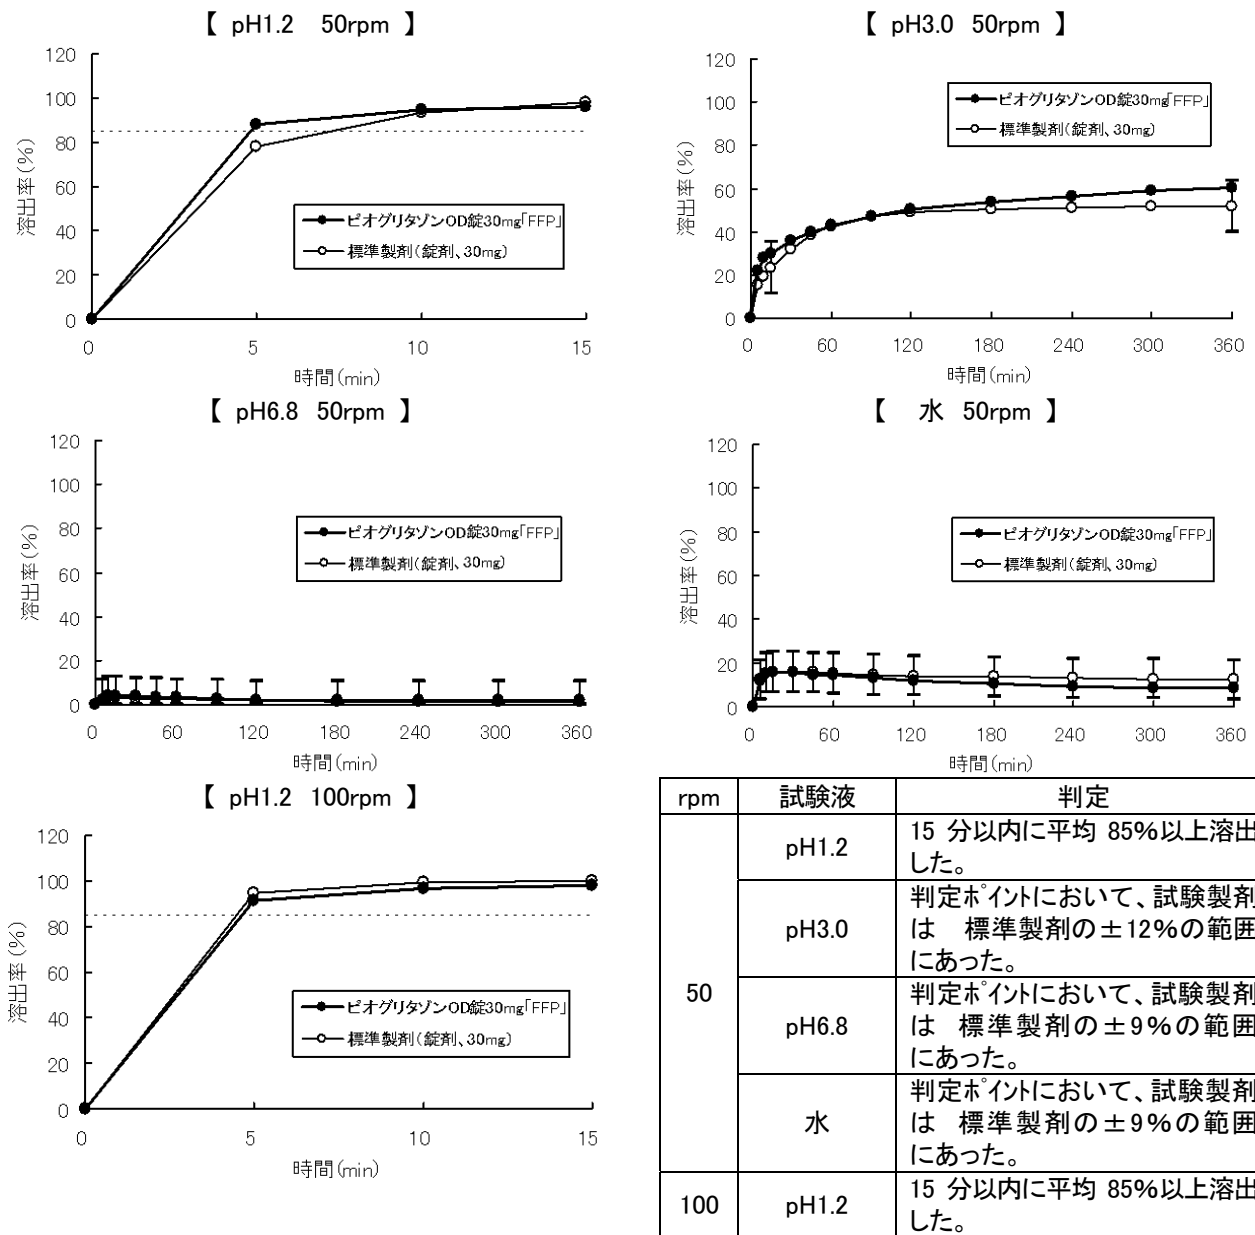 【 pH1.2 50rpm 】
120
100
80
60
40
20
0
溶出率(%)
ピオグリタゾンOD錠30mg「FFP」
標準製剤(錠剤、30mg)
0 5 10 15
時間(min)
【 pH3.0 50rpm 】
120
100
80
60
40
20
0
溶出率(%)
ピオグリタゾンOD錠30mg「FFP」
標準製剤(錠剤、30mg)
0 60 120 180 240 300 360
時間(min)
【 pH6.8 50rpm 】
120
100
80
60
40
20
0
溶出率(%)
ピオグリタゾンOD錠30mg「FFP」
標準製剤(錠剤、30mg)
0 60 120 180 240 300 360
時間(min)
【 水 50rpm 】
120
100
80
60
40
20
0
溶出率(%)
ピオグリタゾンOD錠30mg「FFP」
標準製剤(錠剤、30mg)
0 60 120 180 240 300 360
時間(min)
【 pH1.2 100rpm 】
120
100
80
60
40
20
0
溶出率(%)
ピオグリタゾンOD錠30mg「FFP」
標準製剤(錠剤、30mg)
0 5 10 15
時間(min)
rpm 試験液 判定
50
pH1.2
15 分以内に平均 85%以上溶出
した。
pH3.0
判定ポイントにおいて、試験製剤
は 標準製剤の±12%の範囲
にあった。
pH6.8
判定ポイントにおいて、試験製剤
は 標準製剤の±9%の範囲
にあった。
水
判定ポイントにおいて、試験製剤
は 標準製剤の±9%の範囲
にあった。
100
pH1.2
15 分以内に平均 85%以上溶出
した。